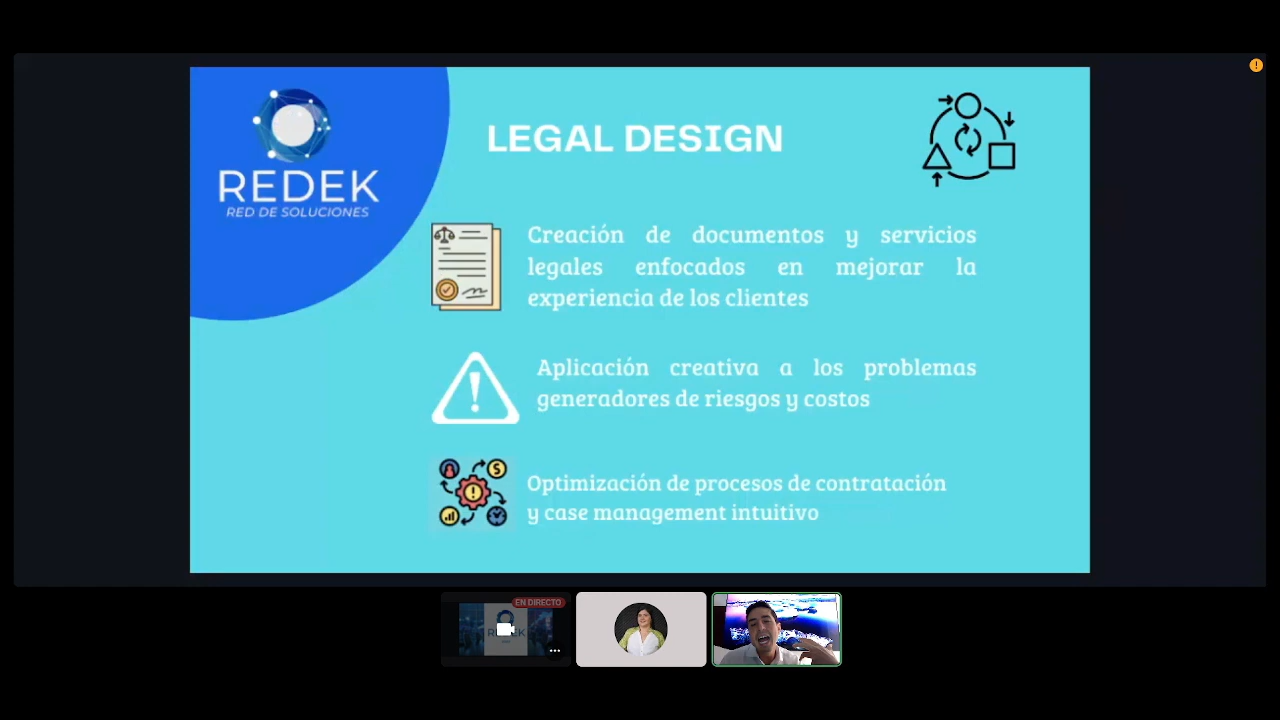 REDEK
RED DE SOLUCIONES
LEGAL DESIGN
Creación de documentos y servicios
legales enfocados en mejorar la
experiencia de los clientes
Aplicación creativa a los problemas
generadores de riesgos y costos
Optimización de procesos de contratación
y case management intuitivo
EN DIRECTO
REDEK